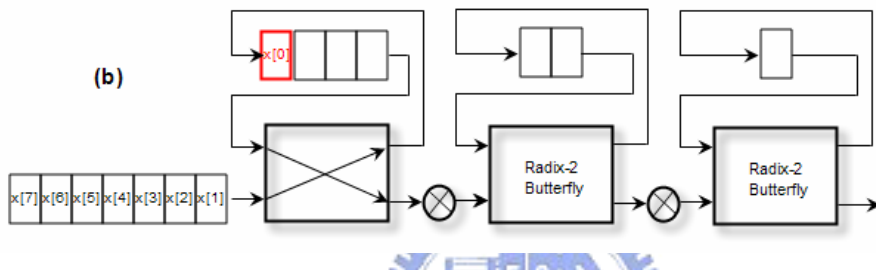 x[0]
(b)
Radix-2
Butterfly
Radix-2
Butterfly
x[7] x[6] x[5] x[4] x[3] x[2] x[1]